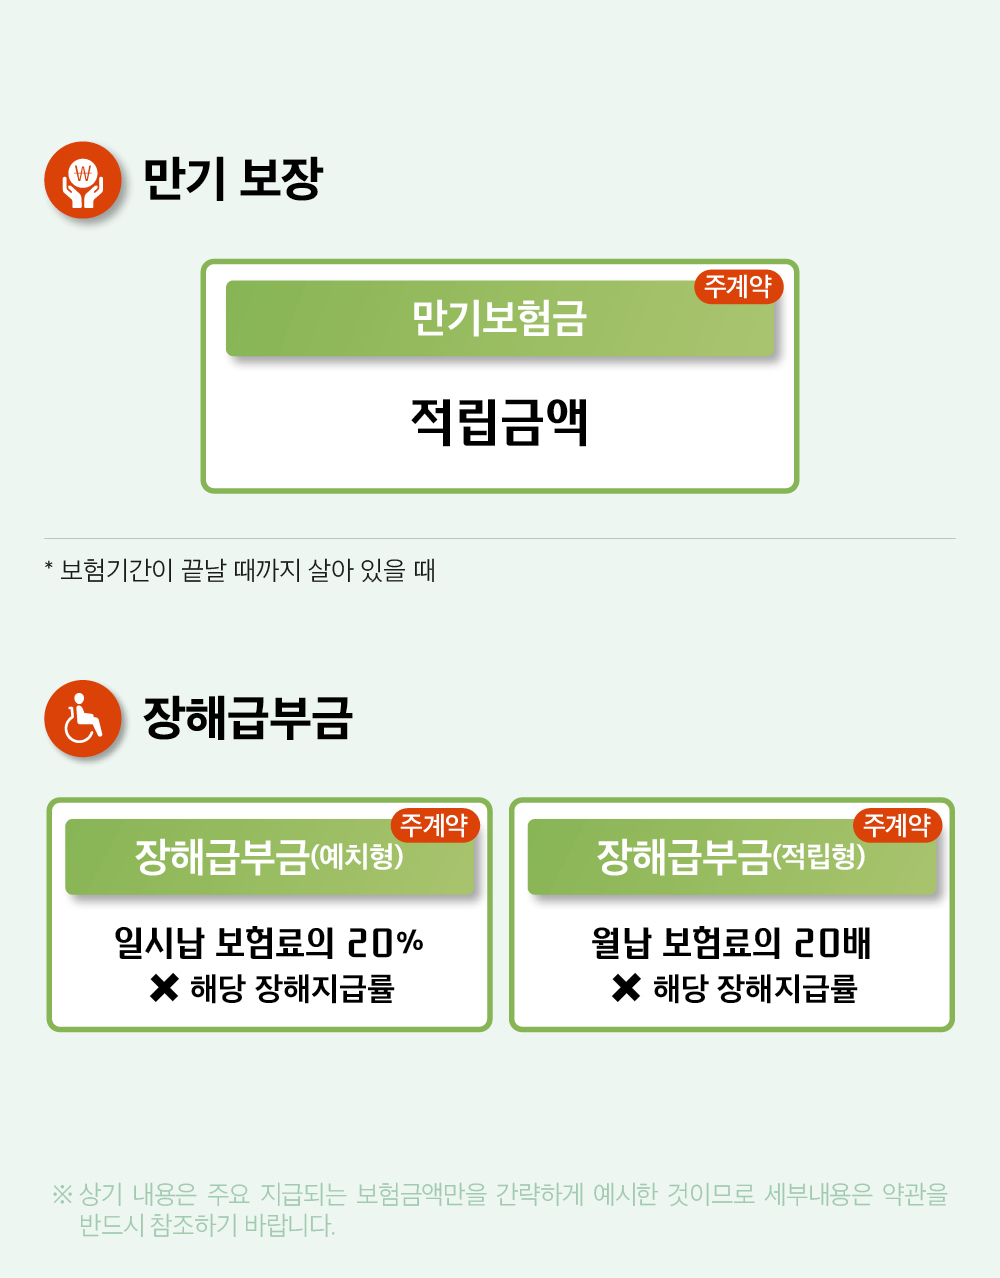 ₩
만기 보장
주계약
만기보험금
적립금액
* 보험기간이 끝날 때까지 살아 있을 때
장해급부금
주계약
장해급부금(예치형)
일시납 보험료의 20%
✖ 해당 장해지급률
주계약
장해급부금(적립형)
월납 보험료의 20배
✖ 해당 장해지급률
※ 상기 내용은 주요 지급되는 보험금액만을 간략하게 예시한 것이므로 세부내용은 약관을
반드시 참조하기 바랍니다.